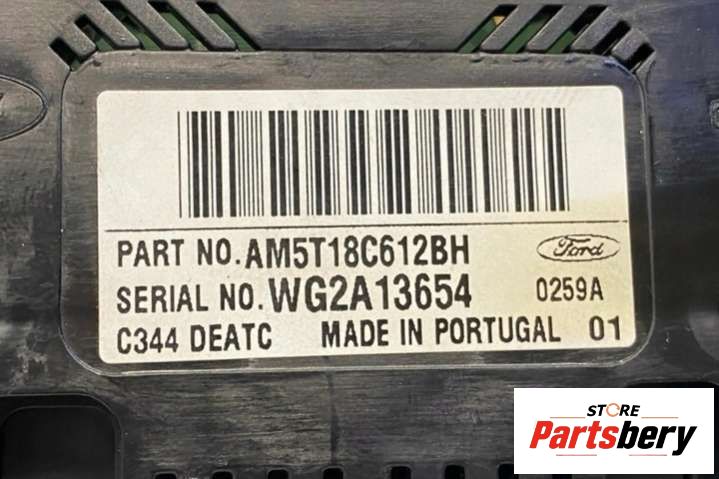 PART NO.AM5T18C612BH
Ford
SERIAL NO.WG2A13654
0259A
C344 DEATC MADE IN PORTUGAL 01
STORE
Partsbery